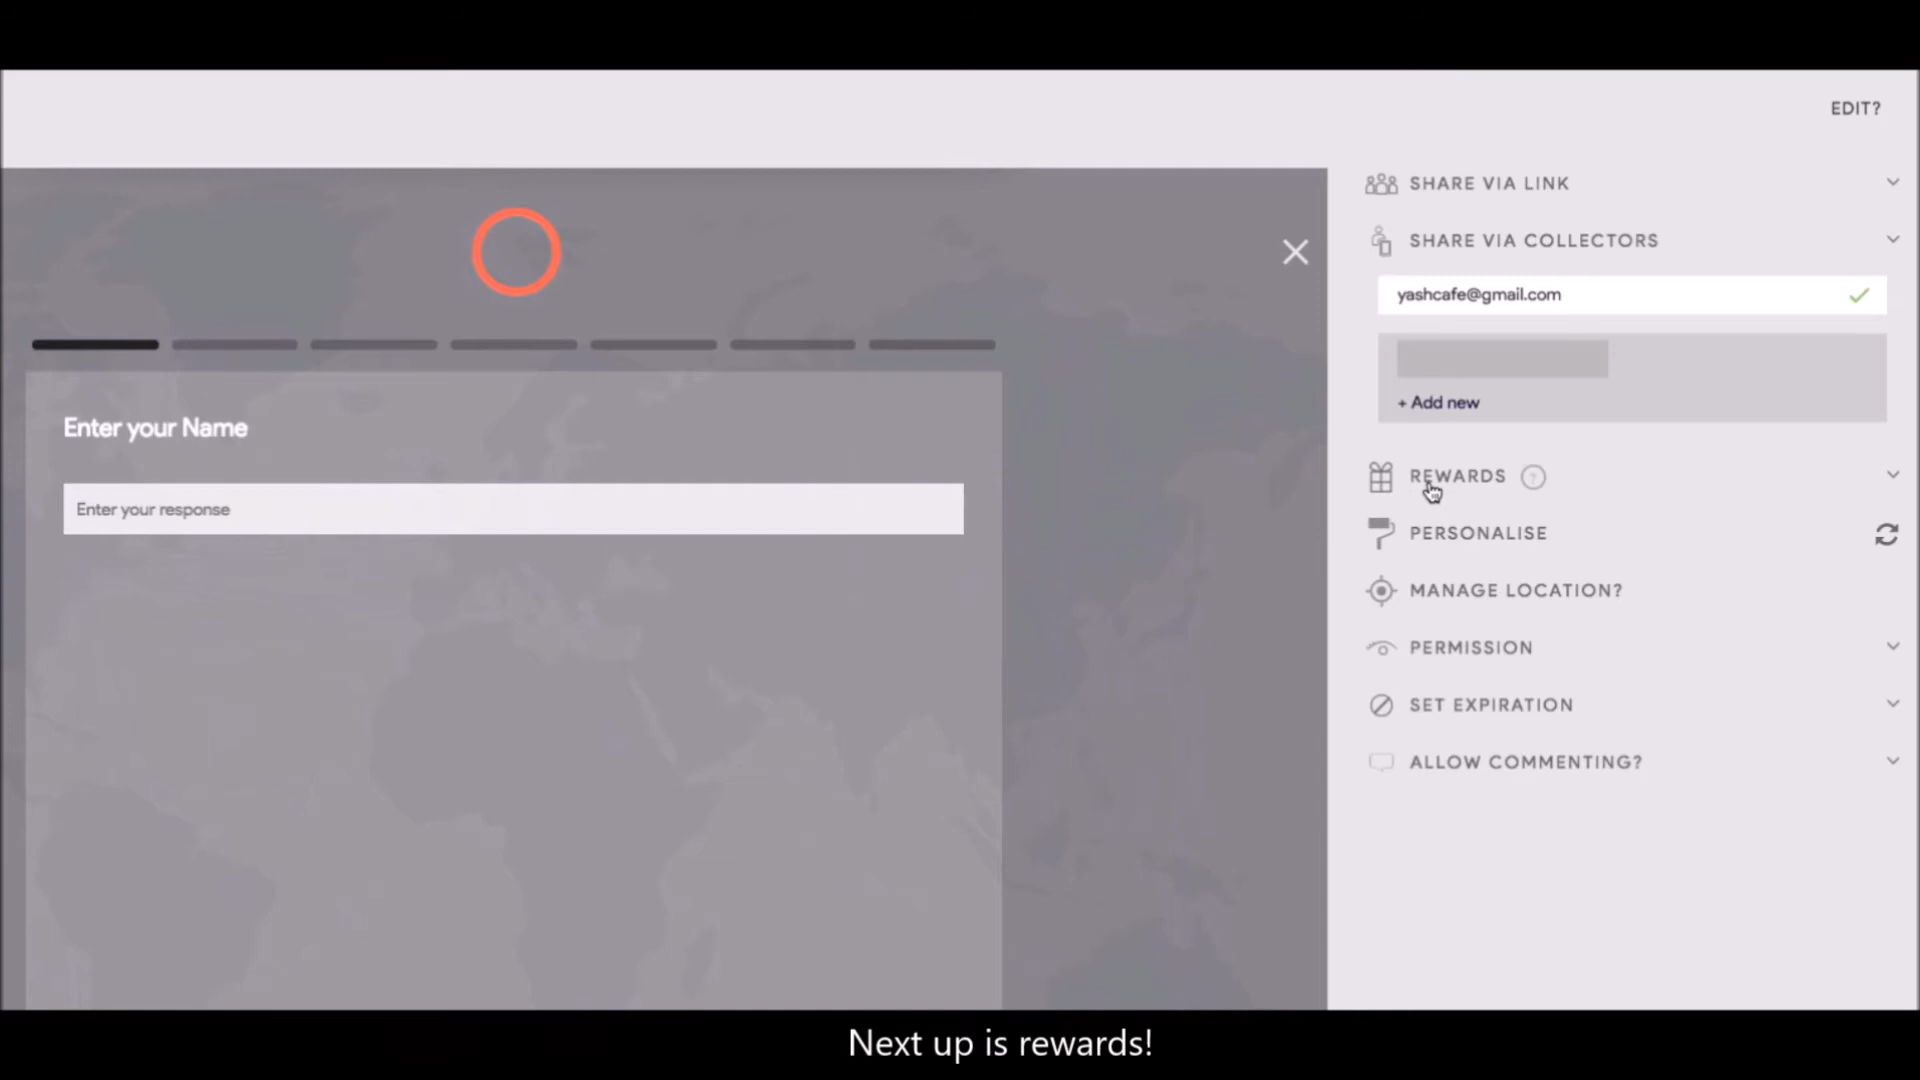 EDIT?
SHARE VIA LINK
SHARE VIA COLLECTORS
yashcafe@gmail.com
+ Add new
REWARDS ?
PERSONALISE
MANAGE LOCATION?
PERMISSION
SET EXPIRATION
ALLOW COMMENTING?
Enter your Name
Enter your response
Next up is rewards!